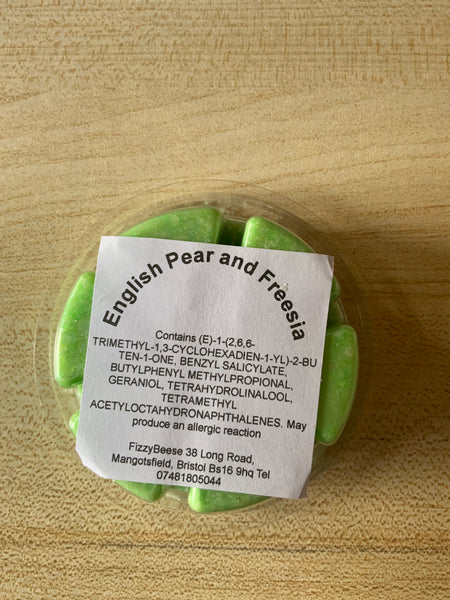 English Pear and Freesia
Contains (E)-1-(2,6,6-
TRIMETHYL-1,3-CYCLOHEXADIEN-1-YL)-2-BU
TEN-1-ONE, BENZYL SALICYLATE,
BUTYLPHENYL METHYLPROPIONAL,
GERANIOL, TETRAHYDROLINALOOL,
TETRAMETHYL
ACETYLOCTAHYDRONAPHTHALENES. May
produce an allergic reaction
FizzyBeese 38 Long Road,
Mangotsfield, Bristol Bs16 9hq Tel
07481805044